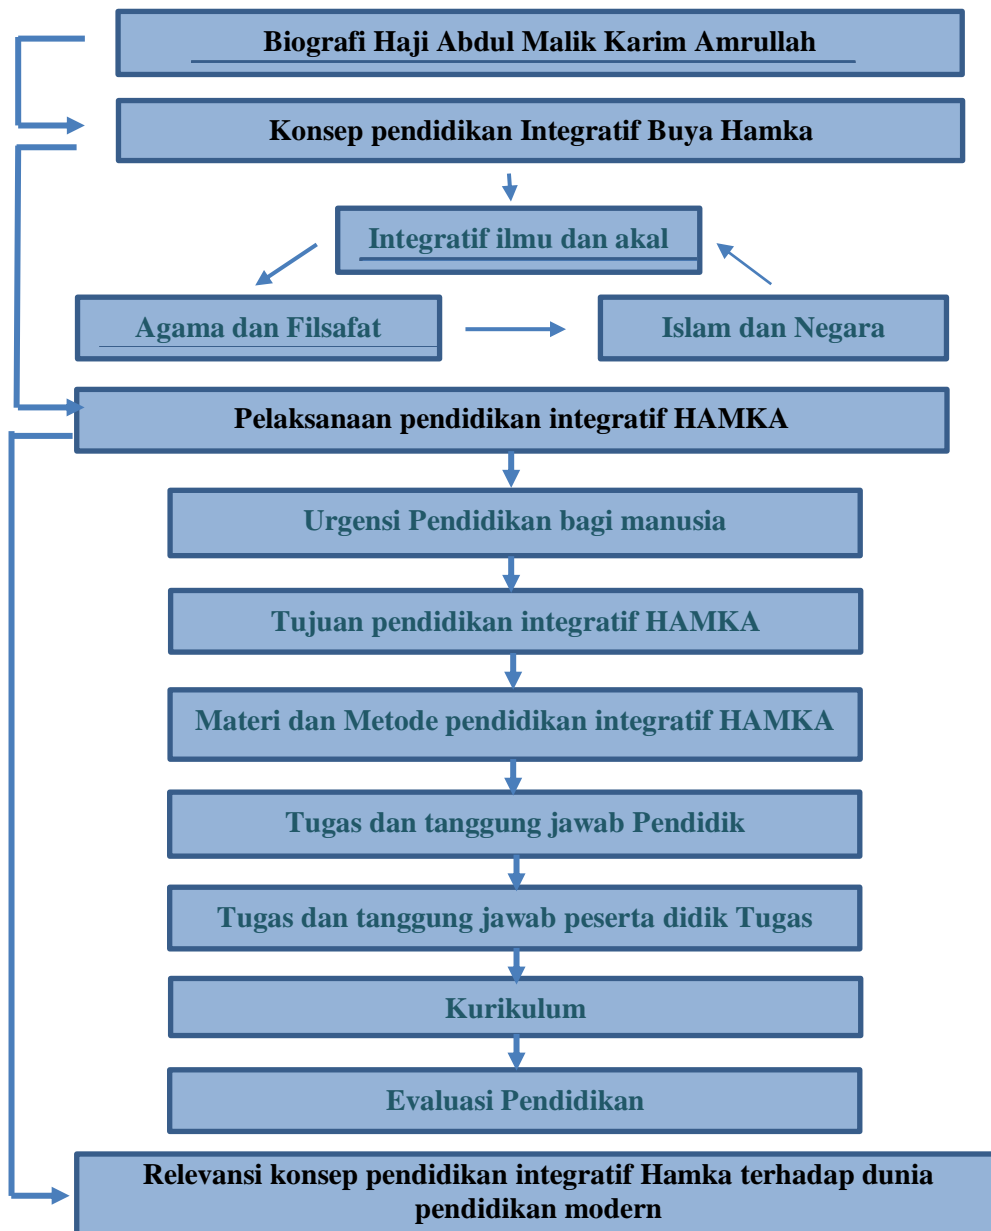 Biografi Haji Abdul Malik Karim Amrullah
Konsep pendidikan Integratif Buya Hamka
Integratif ilmu dan akal
Agama dan Filsafat
Islam dan Negara
Pelaksanaan pendidikan integratif HAMKA
Urgensi Pendidikan bagi manusia
Tujuan pendidikan integratif HAMKA
Materi dan Metode pendidikan integratif HAMKA
Tugas dan tanggung jawab Pendidik
Tugas dan tanggung jawab peserta didik Tugas
Kurikulum
Evaluasi Pendidikan
Relevansi konsep pendidikan integratif Hamka terhadap dunia
pendidikan modern